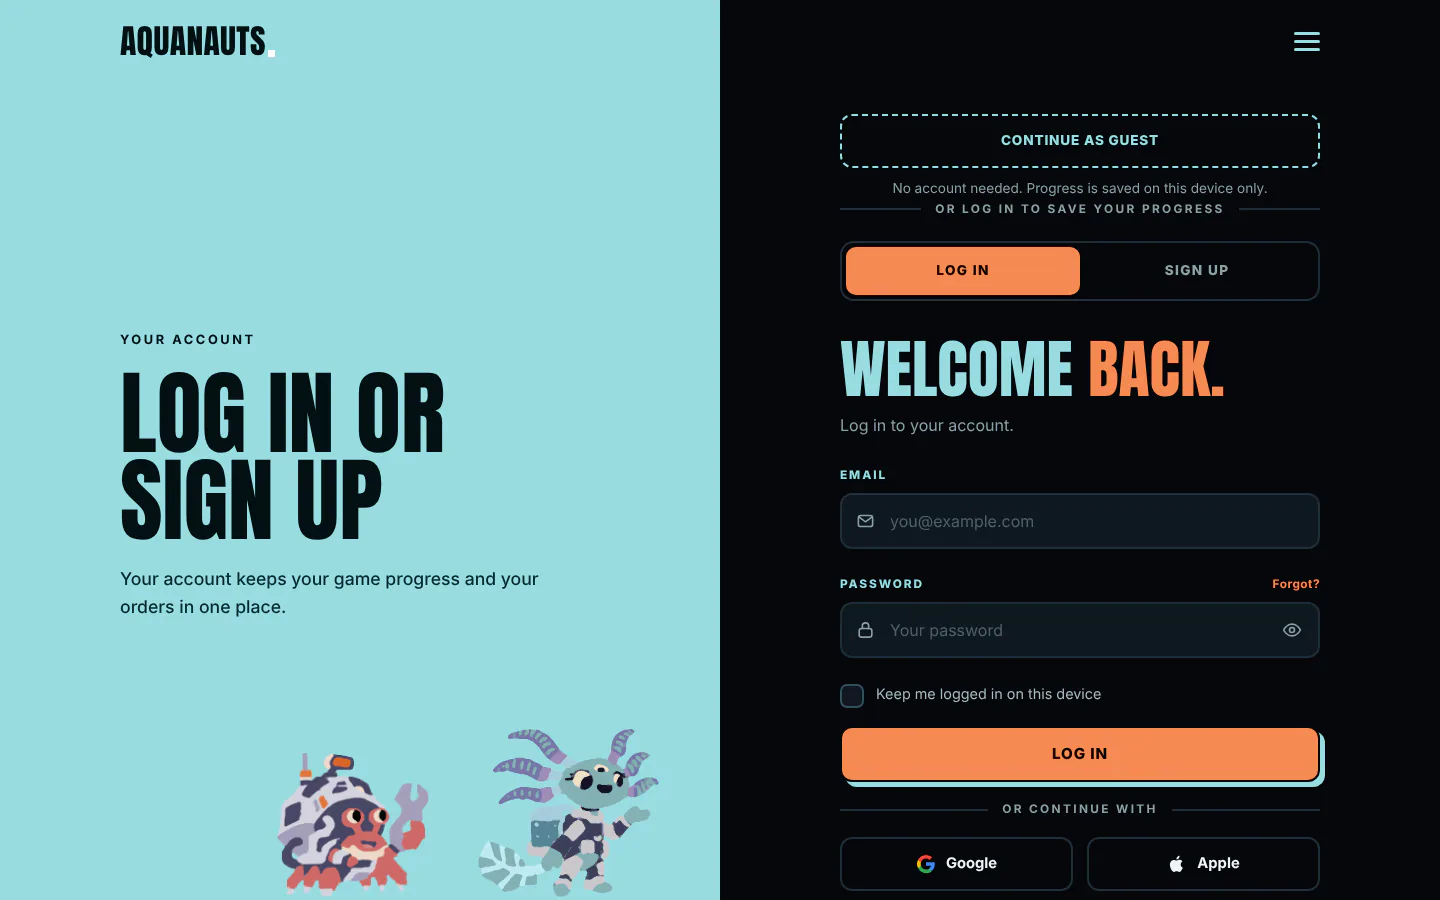 AQUANAUTS.
YOUR ACCOUNT
LOG IN OR
SIGN UP
Your account keeps your game progress and your
orders in one place.
CONTINUE AS GUEST
No account needed. Progress is saved on this device only.
OR LOG IN TO SAVE YOUR PROGRESS
LOG IN
SIGN UP
WELCOME BACK.
Log in to your account.
EMAIL
you@example.com
PASSWORD
Forgot?
Your password
Keep me logged in on this device
LOG IN
OR CONTINUE WITH
Google
Apple